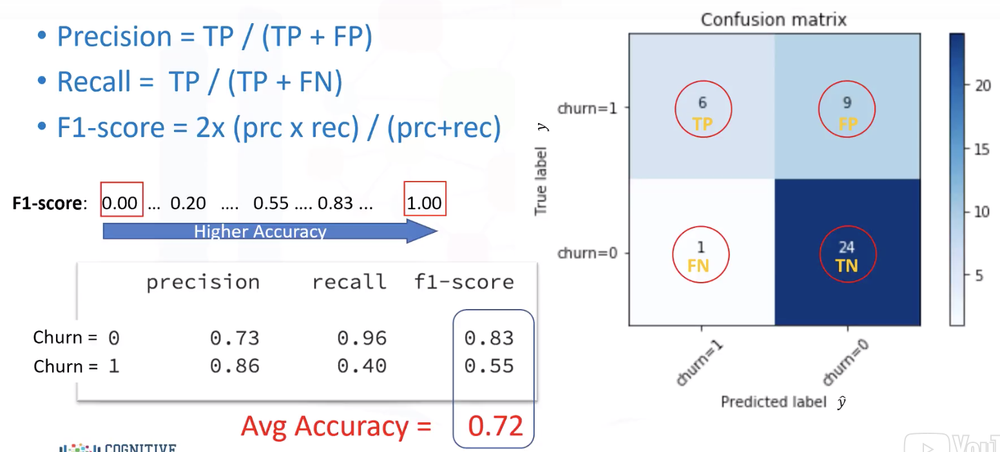 • Precision = TP / (TP + FP)
• Recall =  TP / (TP + FN)
• F1-score = 2x (prc x rec) / (prc+rec)
F1-score: 0.00 ... 0.20 .... 0.55 .... 0.83 ... 1.00
Higher Accuracy
precision recall f1-score
Churn = 0 0.73 0.96 0.83
Churn = 1 0.86 0.40 0.55
Avg Accuracy = 0.72
COGNITIVE
Confusion matrix
True label y
churn=1
churn=0
6
TP
9
FP
1
FN
24
TN
churn=1
churn=0
Predicted label ŷ
20
15
10
5